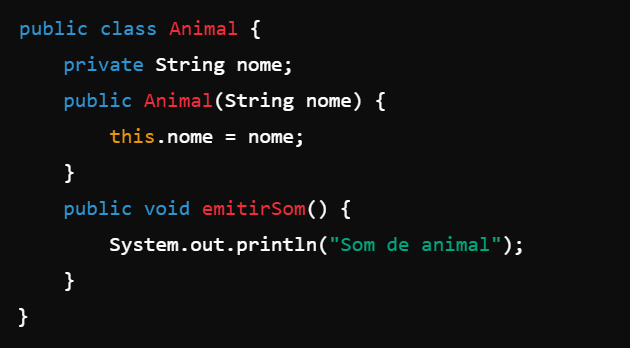 public class Animal {
    private String nome;
    public Animal(String nome) {
        this.nome = nome;
    }
    public void emitirSom() {
        System.out.println("Som de animal");
    }
}